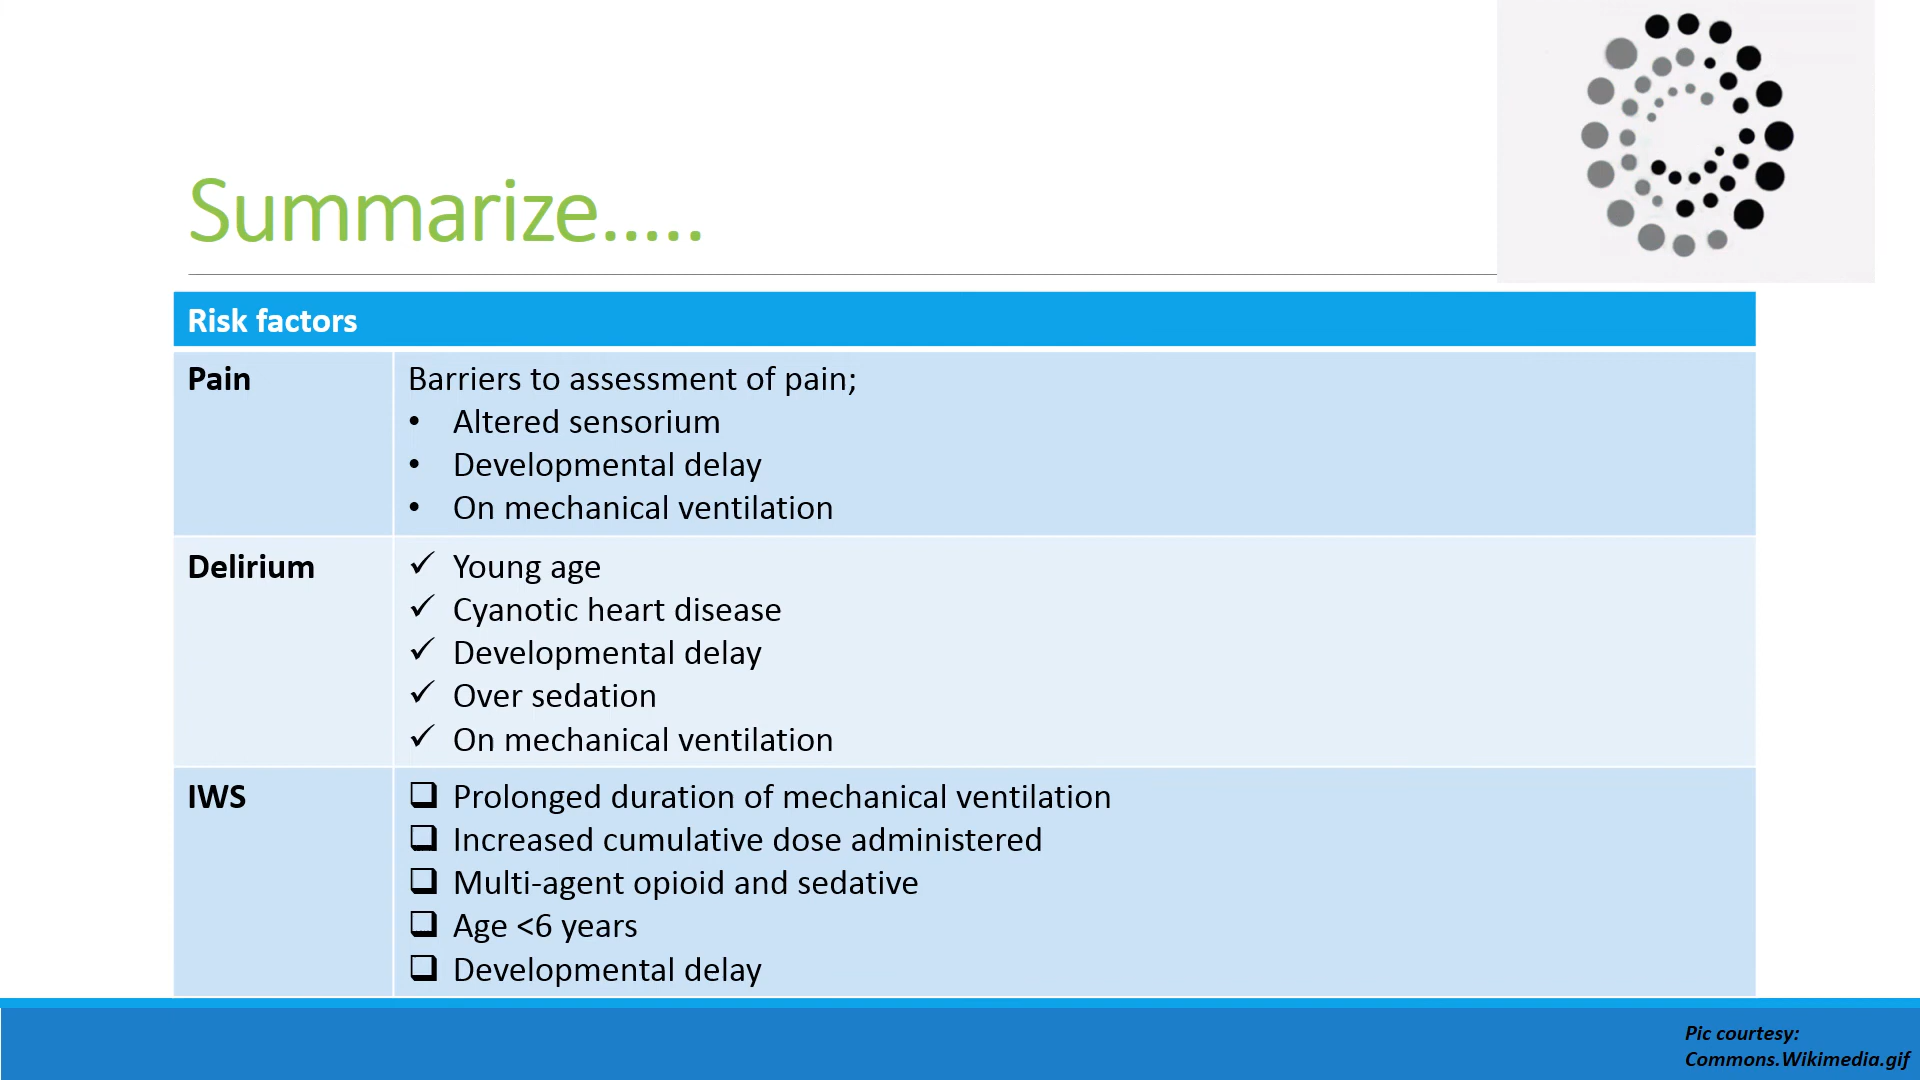 Summarize.....
Risk factors
Pain
Barriers to assessment of pain;
• Altered sensorium
• Developmental delay
• On mechanical ventilation
Delirium
✓ Young age
✓ Cyanotic heart disease
✓ Developmental delay
✓ Over sedation
✓ On mechanical ventilation
IWS
❑ Prolonged duration of mechanical ventilation
❑ Increased cumulative dose administered
❑ Multi-agent opioid and sedative
❑ Age <6 years
❑ Developmental delay
Pic courtesy:
Commons.Wikimedia.gif